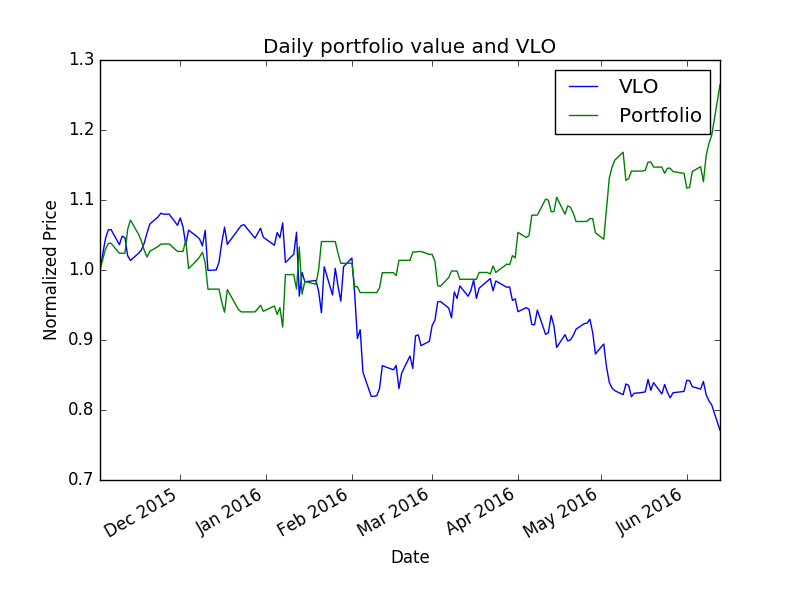 Daily portfolio value and VLO
1.3
1.2
1.1
1.0
0.9
0.8
0.7
Normalized Price
VLO
Portfolio
Dec 2015
Jan 2016
Feb 2016
Mar 2016
Apr 2016
May 2016
Jun 2016
Date